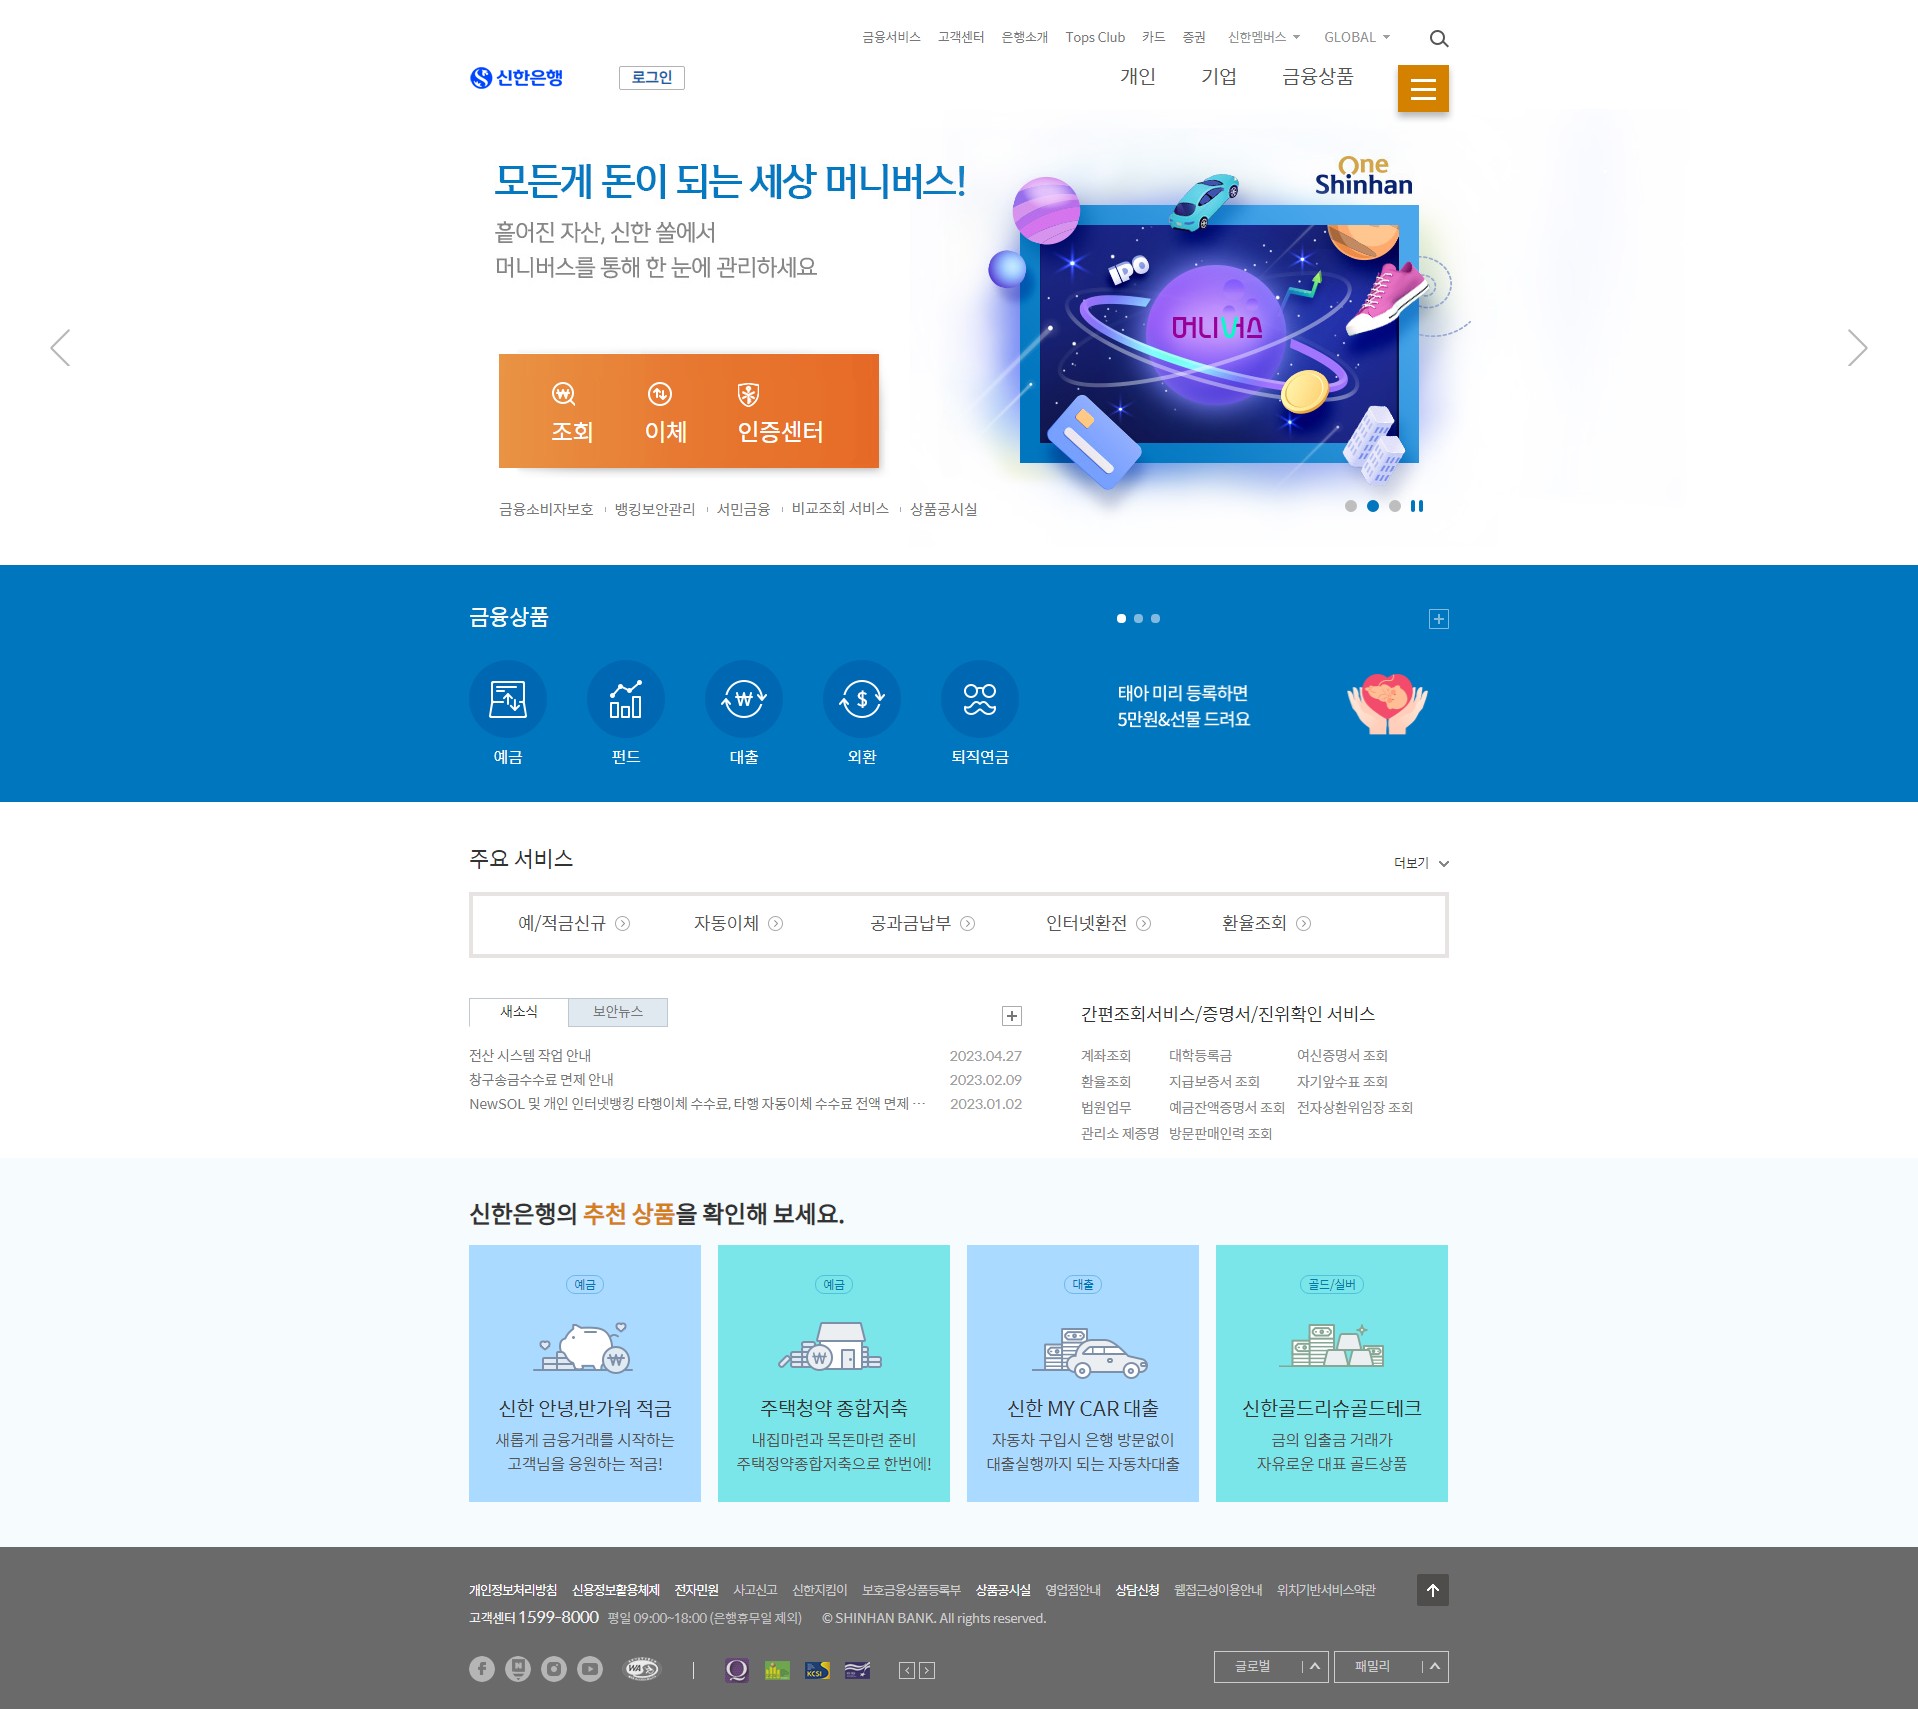 금융서비스 고객센터 은행소개 Tops Club 카드 증권 신한멤버스 GLOBAL
신한은행 로그인 개인 기업 금융상품
모든게 돈이 되는 세상 머니버스!
흩어진 자산, 신한 쏠에서
머니버스를 통해 한 눈에 관리하세요
One
Shinhan
IPO
머니버스
조회 이체 인증센터
금융소비자보호 뱅킹보안관리 서민금융 비교조회 서비스 상품공시실
금융상품
태아 미리 등록하면
5만원&선물 드려요
예금 펀드 대출 외환 퇴직연금
주요 서비스 더보기
예/적금신규 자동이체 공과금납부 인터넷환전 환율조회
새소식 보안뉴스
전산 시스템 작업 안내 2023.04.27
창구송금수수료 면제 안내 2023.02.09
NewSOL 및 개인 인터넷뱅킹 타행이체 수수료, 타행 자동이체 수수료 전액 면제 ··· 2023.01.02
간편조회서비스/증명서/진위확인 서비스
계좌조회 대학등록금 여신증명서 조회
환율조회 지급보증서 조회 자기앞수표 조회
법원업무 예금잔액증명서 조회 전자상환위임장 조회
관리소 제증명 방문판매인력 조회
신한은행의 추천 상품을 확인해 보세요.
예금
신한 안녕,반가워 적금
새롭게 금융거래를 시작하는
고객님을 응원하는 적금!
예금
주택청약 종합저축
내집마련과 목돈마련 준비
주택청약종합저축으로 한번에!
대출
신한 MY CAR 대출
자동차 구입시 은행 방문없이
대출실행까지 되는 자동차대출
골드/실버
신한골드리슈골드테크
금의 입출금 거래가
자유로운 대표 골드상품
개인정보처리방침 신용정보활용체제 전자민원 사고신고 신한지킴이 보호금융상품등록부 상품공시실 영업점안내 상담신청 웹접근성이용안내 위치기반서비스약관
고객센터 1599-8000 평일 09:00~18:00 (은행휴무일 제외) © SHINHAN BANK. All rights reserved.
WA Q KCSI
글로벌 패밀리